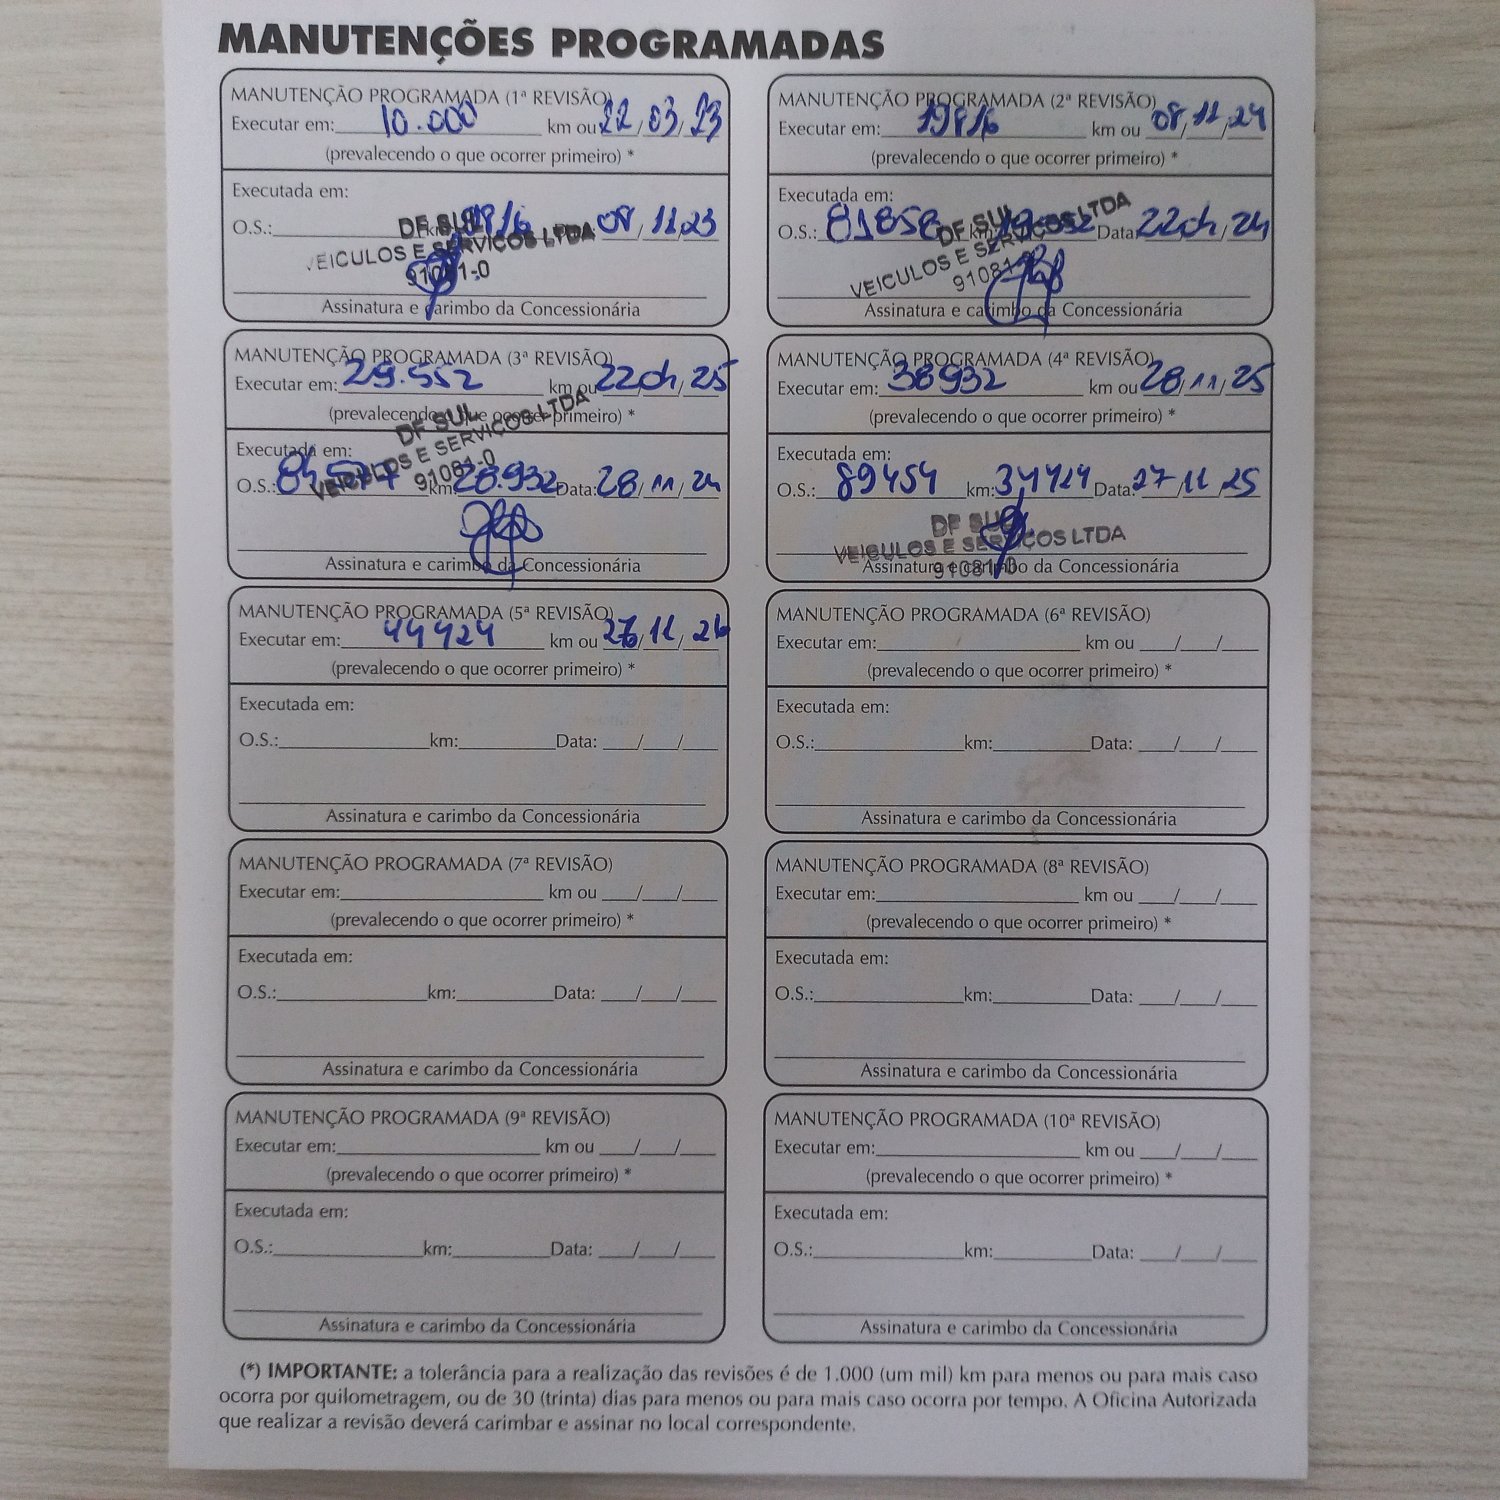 MANUTENÇÕES PROGRAMADAS
MANUTENÇÃO PROGRAMADA (1ª REVISÃO)
Executar em: 10.000 km ou 22/03/23
(prevalecendo o que ocorrer primeiro) *
Executada em:
O.S.: 08/11/23
DF SUL
VEICULOS E SERVICOS LTDA
91081-0
Assinatura e carimbo da Concessionária
MANUTENÇÃO PROGRAMADA (2ª REVISÃO)
Executar em: 19816 km ou 08/11/24
(prevalecendo o que ocorrer primeiro) *
Executada em:
O.S.: 81858 km: Data: 22/04/24
DF SUL
VEICULOS E SERVICOS LTDA
91081-0
Assinatura e carimbo da Concessionária
MANUTENÇÃO PROGRAMADA (3ª REVISÃO)
Executar em: 29.552 km ou 22/04/25
(prevalecendo o que ocorrer primeiro) *
Executada em:
O.S.: km: 28.932 Data: 28/11/24
DF SUL
VEICULOS E SERVICOS LTDA
91081-0
Assinatura e carimbo da Concessionária
MANUTENÇÃO PROGRAMADA (4ª REVISÃO)
Executar em: 38932 km ou 28/11/25
(prevalecendo o que ocorrer primeiro) *
Executada em:
O.S.: 89454 km: 34424 Data: 27/11/25
DF SUL
VEICULOS E SERVICOS LTDA
91081-0
Assinatura e carimbo da Concessionária
MANUTENÇÃO PROGRAMADA (5ª REVISÃO)
Executar em: 44424 km ou 27/11/26
(prevalecendo o que ocorrer primeiro) *
Executada em:
O.S.: km: Data: / /
Assinatura e carimbo da Concessionária
MANUTENÇÃO PROGRAMADA (6ª REVISÃO)
Executar em: km ou / /
(prevalecendo o que ocorrer primeiro) *
Executada em:
O.S.: km: Data: / /
Assinatura e carimbo da Concessionária
MANUTENÇÃO PROGRAMADA (7ª REVISÃO)
Executar em: km ou / /
(prevalecendo o que ocorrer primeiro) *
Executada em:
O.S.: km: Data: / /
Assinatura e carimbo da Concessionária
MANUTENÇÃO PROGRAMADA (8ª REVISÃO)
Executar em: km ou / /
(prevalecendo o que ocorrer primeiro) *
Executada em:
O.S.: km: Data: / /
Assinatura e carimbo da Concessionária
MANUTENÇÃO PROGRAMADA (9ª REVISÃO)
Executar em: km ou / /
(prevalecendo o que ocorrer primeiro) *
Executada em:
O.S.: km: Data: / /
Assinatura e carimbo da Concessionária
MANUTENÇÃO PROGRAMADA (10ª REVISÃO)
Executar em: km ou / /
(prevalecendo o que ocorrer primeiro) *
Executada em:
O.S.: km: Data: / /
Assinatura e carimbo da Concessionária
(*) IMPORTANTE: a tolerância para a realização das revisões é de 1.000 (um mil) km para menos ou para mais caso
ocorra por quilometragem, ou de 30 (trinta) dias para menos ou para mais caso ocorra por tempo. A Oficina Autorizada
que realizar a revisão deverá carimbar e assinar no local correspondente.